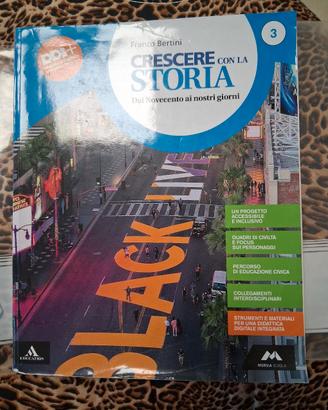 Franco Bertini
3
CRESCERE CON LA
STORIA
Dal Novecento ai nostri giorni
BLACK LIVE
UN PROGETTO
ACCESSIBILE
E INCLUSIVO
QUADRI DI CIVILTÀ
E FOCUS
SUI PERSONAGGI
PERCORSO
DI EDUCAZIONE CIVICA
COLLEGAMENTI
INTERDISCIPLINARI
STRUMENTI E MATERIALI
PER UNA DIDATTICA
DIGITALE INTEGRATA
EDUCATION
MURSIA SCUOLA